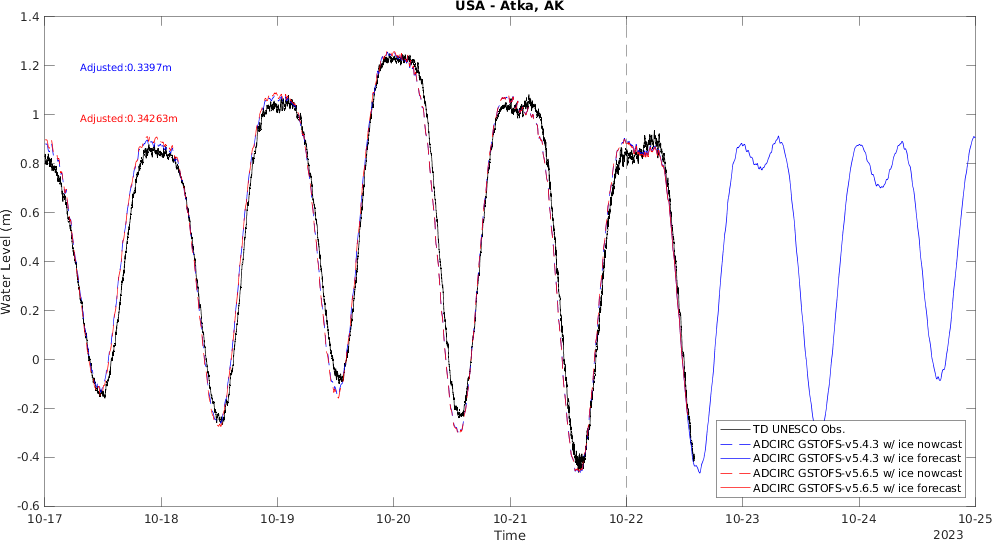 USA - Atka, AK
1.4
1.2
1
0.8
0.6
0.4
0.2
0
-0.2
-0.4
-0.6
Water Level (m)
Adjusted:0.3397m
Adjusted:0.34263m
TD UNESCO Obs.
ADCIRC GSTOFS-v5.4.3 w/ ice nowcast
ADCIRC GSTOFS-v5.4.3 w/ ice forecast
ADCIRC GSTOFS-v5.6.5 w/ ice nowcast
ADCIRC GSTOFS-v5.6.5 w/ ice forecast
10-17 10-18 10-19 10-20 10-21 10-22 10-23 10-24 10-25
Time
2023